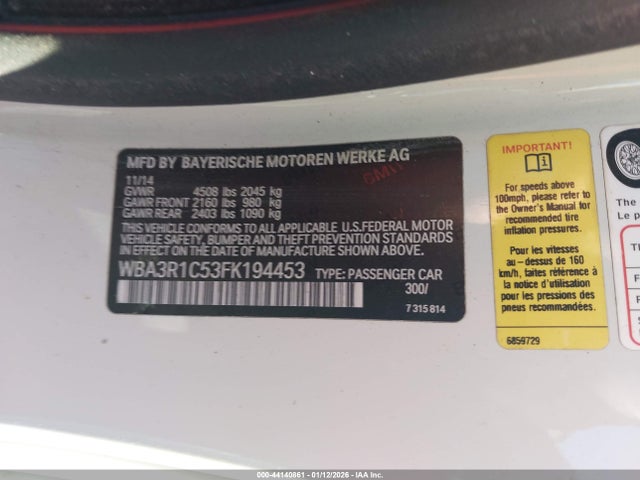 MFD BY BAYERISCHE MOTOREN WERKE AG
11/14
GVWR 4508 lbs 2045 kg
GAWR FRONT 2160 lbs 980 kg
GAWR REAR 2403 lbs 1090 kg
THIS VEHICLE CONFORMS TO ALL APPLICABLE U.S.FEDERAL MOTOR
VEHICLE SAFETY, BUMPER AND THEFT PREVENTION STANDARDS IN
EFFECT ON THE DATE OF MANUFACTURE SHOWN ABOVE.
WBA3R1C53FK194453 TYPE: PASSENGER CAR
300/
7 315 814
IMPORTANT!
For speeds above
100mph, please refer to
the Owner's Manual for
recommended tire
inflation pressures.
Pour les vitesses
au-dessus de 160
km/h, faites référence à
la notice d'utilisation
pour les pressions des
pneus recommandées.
6859729
The
Le p
000-44140861 - 01/12/2026 - IAA Inc.